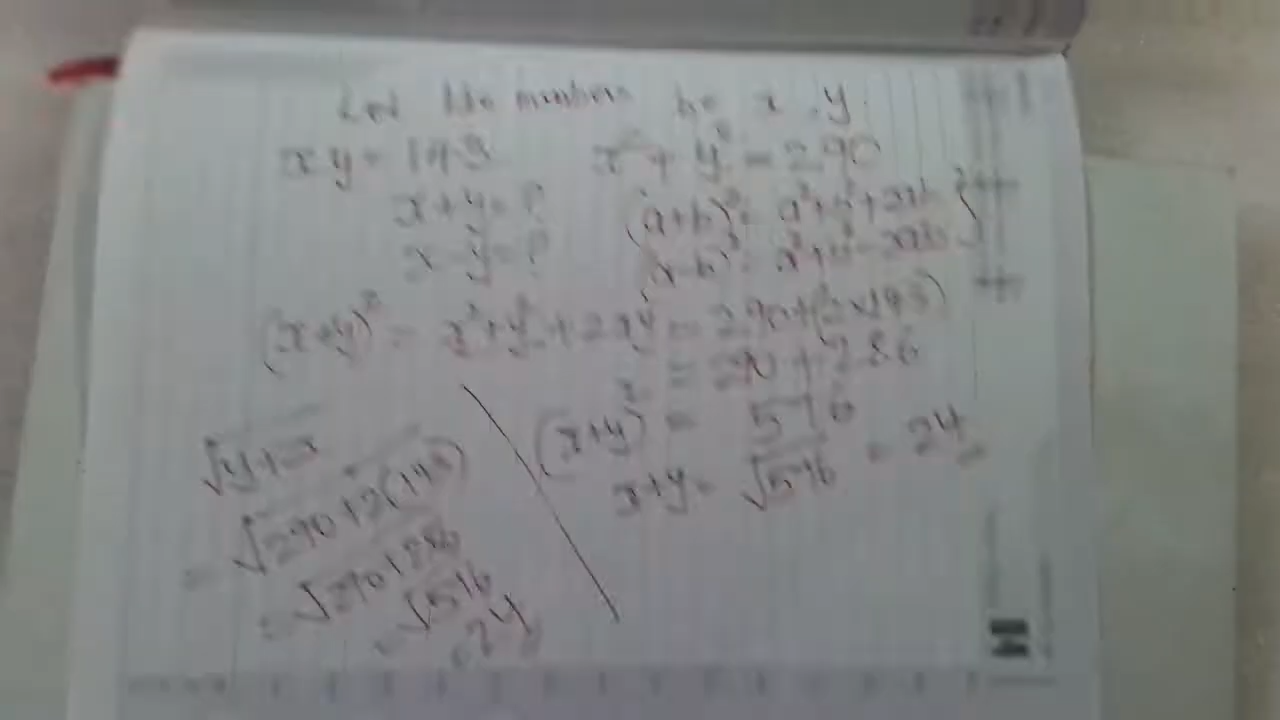 Let the numbers be x, y.
xy = 143 x² + y² = 290
x+y = ?
x-y = ?
(a+b)² = a²+b²+2ab
(a-b)² = a²+b²-2ab
(x+y)² = x²+y²+2xy = 290+(2×143)
= 290 + 286
(x+y)² = 576
x+y = √576 = 24
= √290+2(143)
= √290+286
= √576
= 24